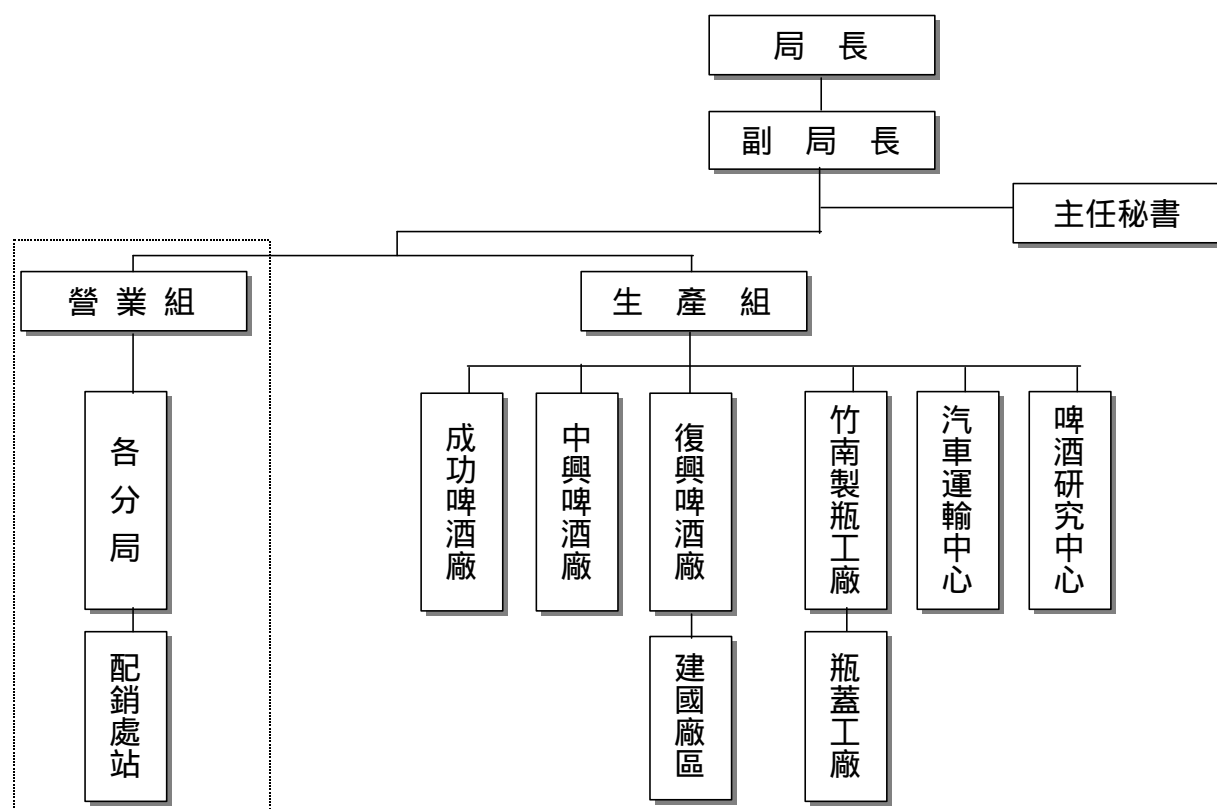 局 長
副 局 長
主任秘書
營 業 組
生 產 組
各分局
成功啤酒廠
中興啤酒廠
復興啤酒廠
竹南製瓶工廠
汽車運輸中心
啤酒研究中心
配銷處站
建國廠區
瓶蓋工廠